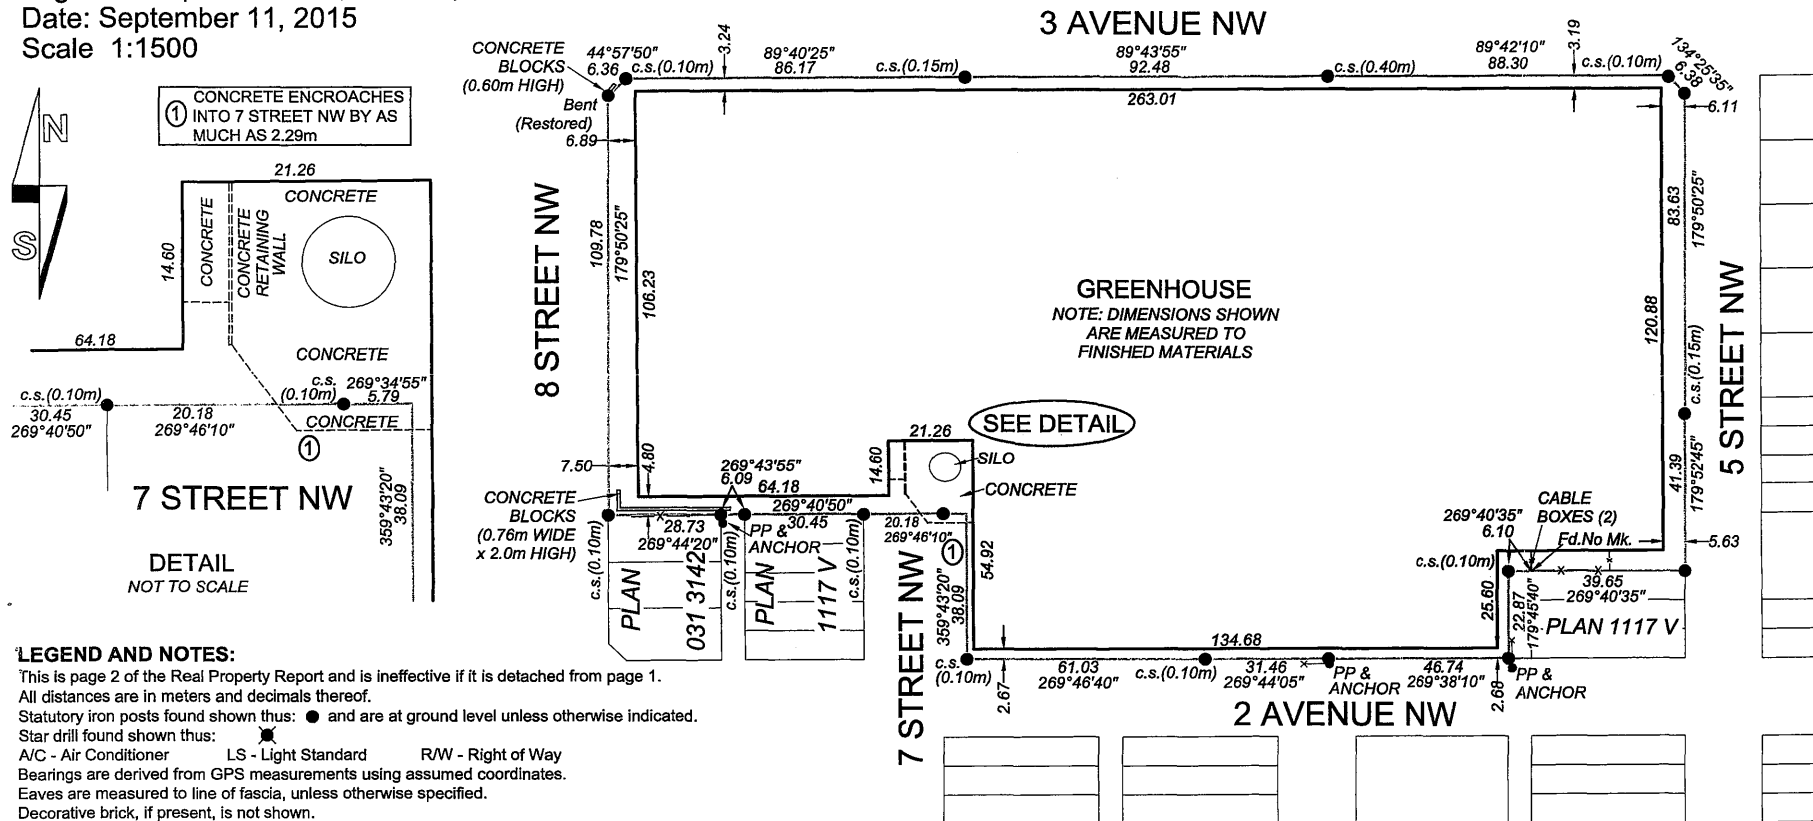 Date: September 11, 2015
Scale 1:1500
N
S
1
CONCRETE ENCROACHES
INTO 7 STREET NW BY AS
MUCH AS 2.29m
21.26
CONCRETE
CONCRETE
CONCRETE
RETAINING
WALL
SILO
14.60
64.18
CONCRETE
c.s.(0.10m)
30.45
269°40'50"
20.18
269°46'10"
c.s.
(0.10m)
269°34'55"
5.79
CONCRETE
1
359°43'20"
38.09
7 STREET NW
DETAIL
NOT TO SCALE
3 AVENUE NW
CONCRETE
BLOCKS
(0.60m HIGH)
44°57'50"
6.36
c.s.(0.10m)
3.24
89°40'25"
86.17
c.s.(0.15m)
89°43'55"
92.48
c.s.(0.40m)
89°42'10"
88.30
3.19
c.s.(0.10m)
134°25'35"
6.38
6.11
263.01
Bent
(Restored)
6.89
8 STREET NW
109.78
179°50'25"
106.23
GREENHOUSE
NOTE: DIMENSIONS SHOWN
ARE MEASURED TO
FINISHED MATERIALS
83.63
179°50'25"
120.88
c.s.(0.15m)
5 STREET NW
41.39
179°52'45"
SEE DETAIL
21.26
14.60
SILO
CONCRETE
7.50
4.80
269°43'55"
6.09
64.18
269°40'50"
CONCRETE
BLOCKS
(0.76m WIDE
x 2.0m HIGH)
28.73
269°44'20"
PP &
ANCHOR
30.45
20.18
269°46'10"
1
c.s.(0.10m)
PLAN
031 3142
c.s.(0.10m)
PLAN
1117 V
c.s.(0.10m)
7 STREET NW
359°43'20"
38.09
54.92
CABLE
BOXES (2)
269°40'35"
6.10
Fd.No Mk.
5.63
c.s.(0.10m)
25.60
22.87
179°45'40"
39.65
269°40'35"
PLAN 1117 V
134.68
c.s.
(0.10m)
2.67
61.03
269°46'40"
c.s.(0.10m)
31.46
269°44'05"
PP &
ANCHOR
46.74
269°38'10"
2.68
PP &
ANCHOR
2 AVENUE NW
LEGEND AND NOTES:
This is page 2 of the Real Property Report and is ineffective if it is detached from page 1.
All distances are in meters and decimals thereof.
Statutory iron posts found shown thus: and are at ground level unless otherwise indicated.
Star drill found shown thus:
A/C - Air Conditioner LS - Light Standard R/W - Right of Way
Bearings are derived from GPS measurements using assumed coordinates.
Eaves are measured to line of fascia, unless otherwise specified.
Decorative brick, if present, is not shown.